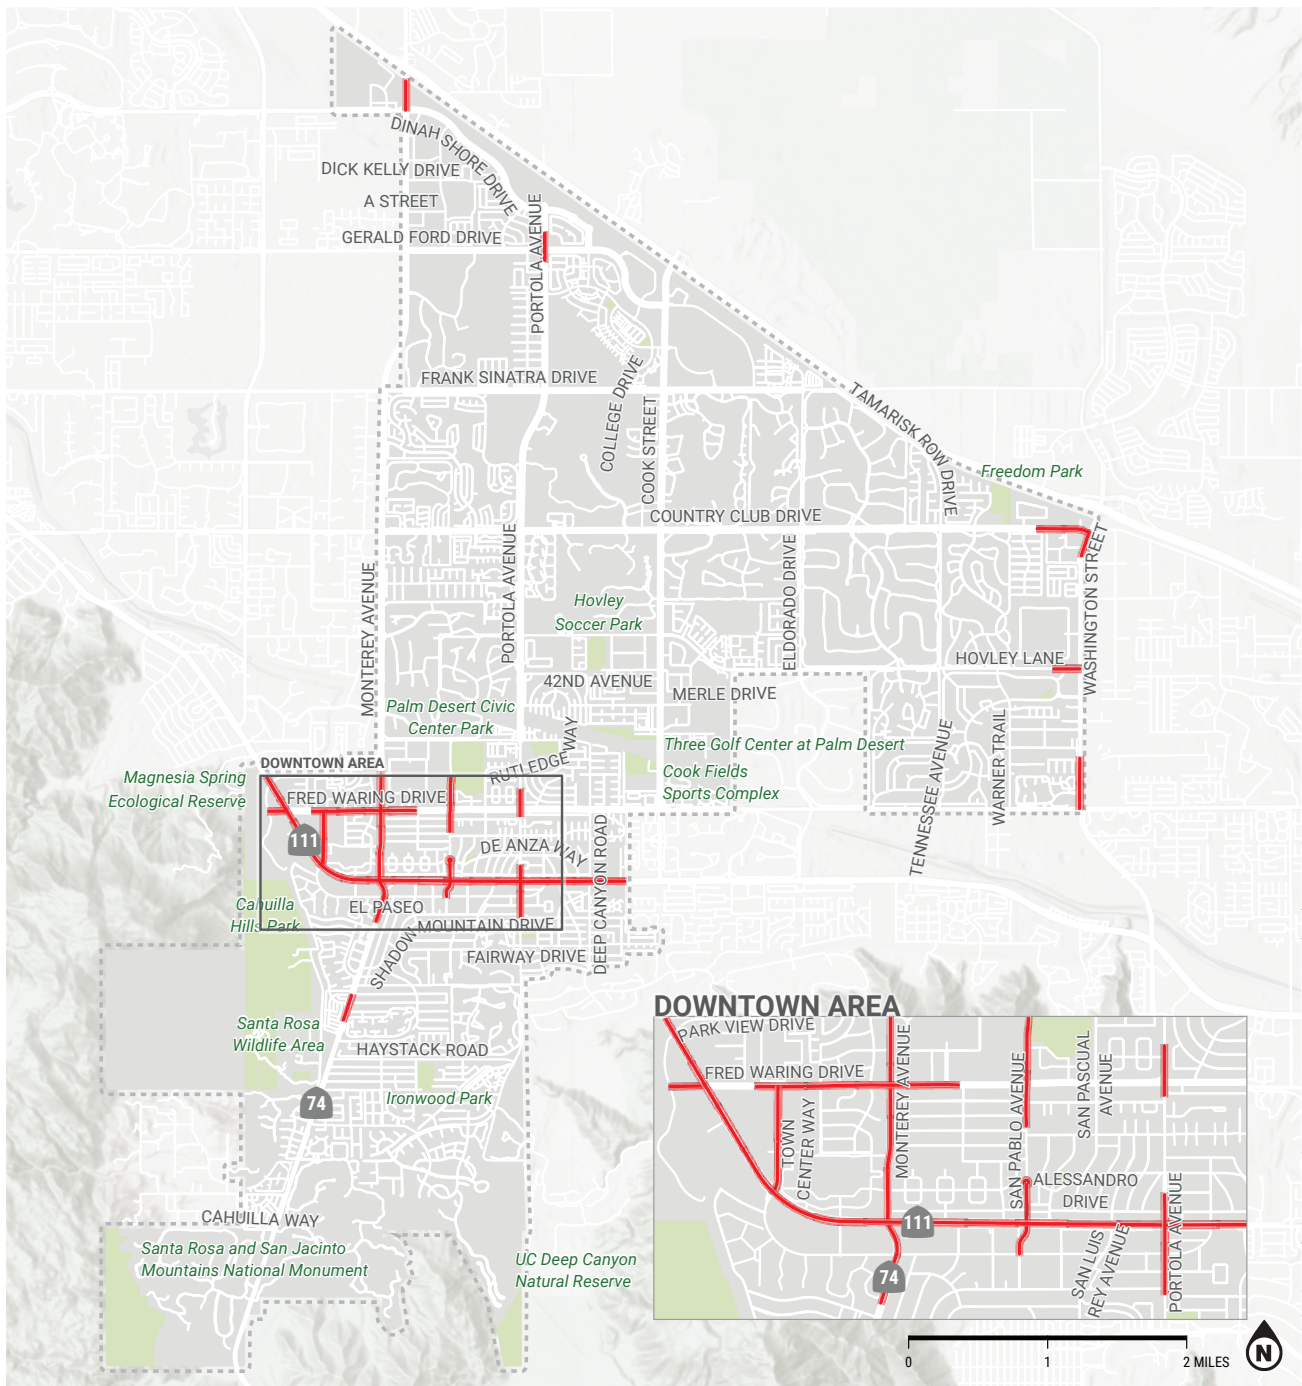 DINAH SHORE DRIVE
DICK KELLY DRIVE
A STREET
GERALD FORD DRIVE
PORTOLA AVENUE
FRANK SINATRA DRIVE
COLLEGE DRIVE
COOK STREET
TAMARISK ROW DRIVE
Freedom Park
COUNTRY CLUB DRIVE
WASHINGTON STREET
ELDORADO DRIVE
PORTOLA AVENUE
MONTEREY AVENUE
Hovley
Soccer Park
HOVLEY LANE
42ND AVENUE
MERLE DRIVE
Palm Desert Civic
Center Park
RUTLEDGE WAY
Three Golf Center at Palm Desert
Cook Fields
Sports Complex
TENNESSEE AVENUE
WARNER TRAIL
DOWNTOWN AREA
Magnesia Spring
Ecological Reserve
FRED WARING DRIVE
111
DE ANZA WAY
DEEP CANYON ROAD
EL PASEO
Cahuilla
Hills Park
SHADOW MOUNTAIN DRIVE
FAIRWAY DRIVE
Santa Rosa
Wildlife Area
HAYSTACK ROAD
74
Ironwood Park
CAHUILLA WAY
Santa Rosa and San Jacinto
Mountains National Monument
UC Deep Canyon
Natural Reserve
DOWNTOWN AREA
PARK VIEW DRIVE
FRED WARING DRIVE
MONTEREY AVENUE
TOWN
CENTER WAY
SAN PABLO AVENUE
SAN PASCUAL
AVENUE
ALESSANDRO
DRIVE
111
74
SAN LUIS
REY AVENUE
PORTOLA AVENUE
N
0
1
2 MILES